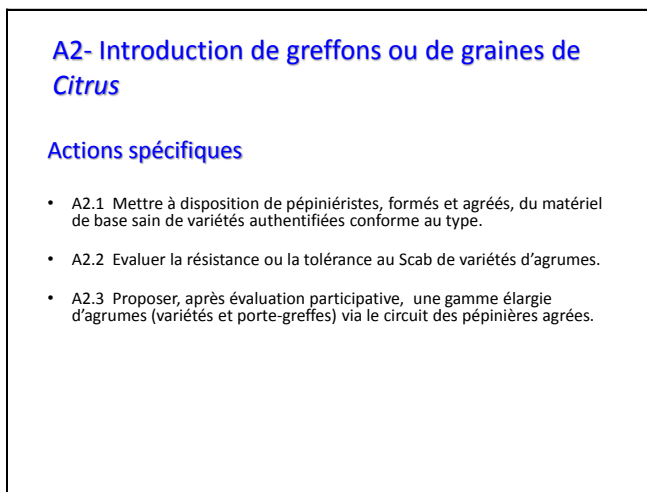 A2- Introduction de greffons ou de graines de
Citrus
Actions spécifiques
• A2.1 Mettre à disposition de pépiniéristes, formés et agréés, du matériel
de base sain de variétés authentifiées conforme au type.
• A2.2 Evaluer la résistance ou la tolérance au Scab de variétés d’agrumes.
• A2.3 Proposer, après évaluation participative, une gamme élargie
d’agrumes (variétés et porte-greffes) via le circuit des pépinières agrées.